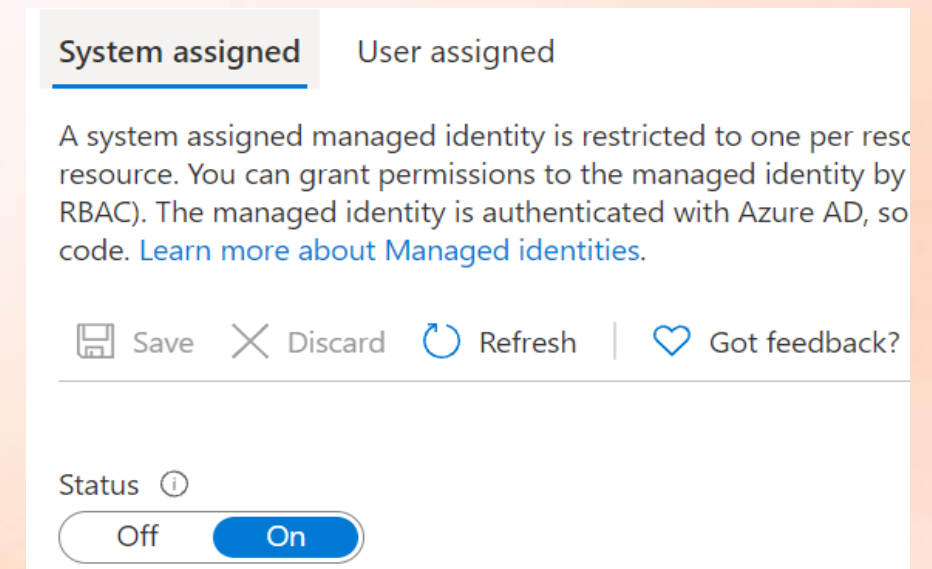 System assigned User assigned
A system assigned managed identity is restricted to one per
resource. You can grant permissions to the managed identity by
RBAC). The managed identity is authenticated with Azure AD, so
code. Learn more about Managed identities.
Save Discard Refresh Got feedback?
Status
Off On